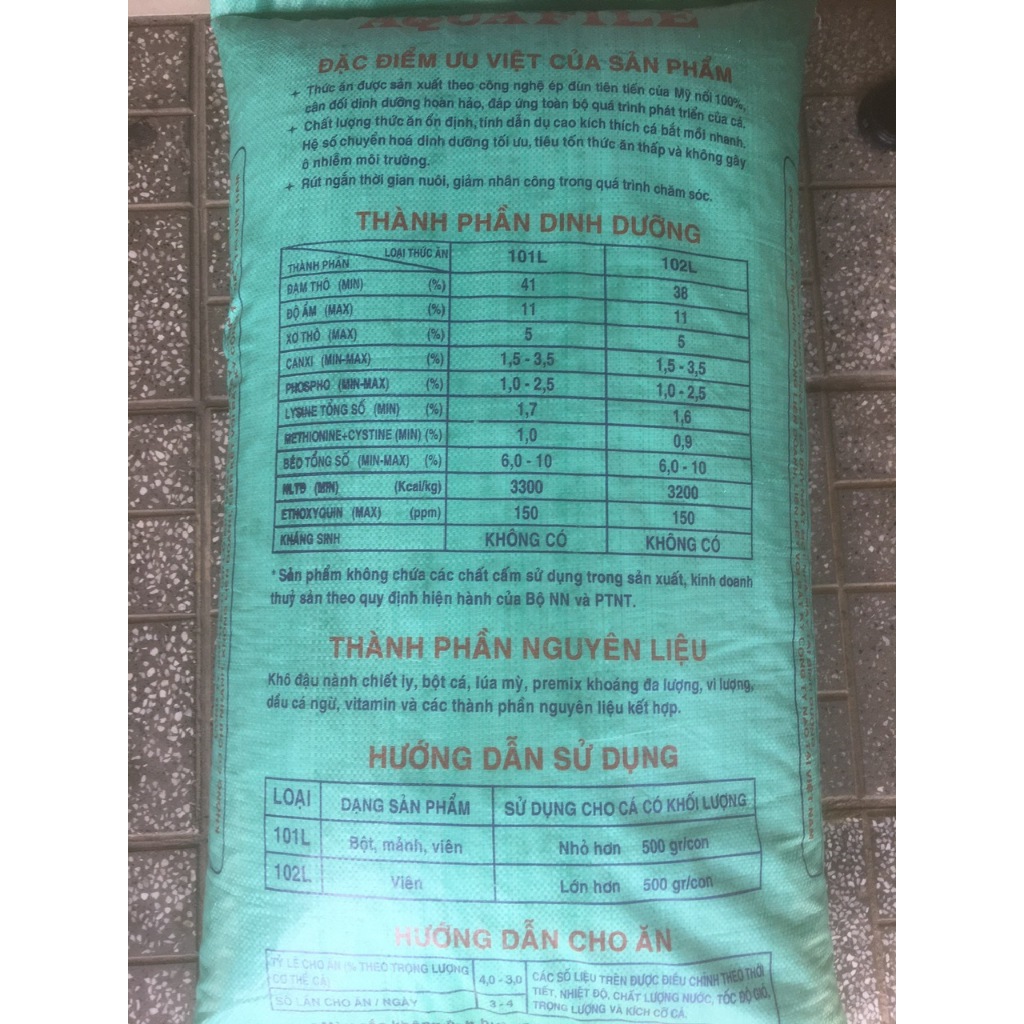 AQUAFILE
ĐẶC ĐIỂM ƯU VIỆT CỦA SẢN PHẨM
+ Thức ăn được sản xuất theo công nghệ ép đùn tiên tiến của Mỹ nổi 100%,
cân đối dinh dưỡng hoàn hảo, đáp ứng toàn bộ quá trình phát triển của cá.
+ Chất lượng thức ăn ổn định, tính dẫn dụ cao kích thích cá bắt mồi nhanh.
Hệ số chuyển hoá dinh dưỡng tối ưu, tiêu tốn thức ăn thấp và không gây
ô nhiễm môi trường.
+ Rút ngắn thời gian nuôi, giảm nhân công trong quá trình chăm sóc.
THÀNH PHẦN DINH DƯỠNG
THÀNH PHẦN LOẠI THỨC ĂN 101L 102L
ĐẠM THÔ (MIN) (%) 41 38
ĐỘ ẨM (MAX) (%) 11 11
XƠ THÔ (MAX) (%) 5 5
CANXI (MIN-MAX) (%) 1,5 - 3,5 1,5 - 3,5
PHOSPHO (MIN-MAX) (%) 1,0 - 2,5 1,0 - 2,5
LYSINE TỔNG SỐ (MIN) (%) 1,7 1,6
METHIONINE+CYSTINE (MIN) (%) 1,0 0,9
BÉO TỔNG SỐ (MIN-MAX) (%) 6,0 - 10 6,0 - 10
NLTĐ (MIN) (Kcal/kg) 3300 3200
ETHOXYQUIN (MAX) (ppm) 150 150
KHÁNG SINH KHÔNG CÓ KHÔNG CÓ
* Sản phẩm không chứa các chất cấm sử dụng trong sản xuất, kinh doanh
thuỷ sản theo quy định hiện hành của Bộ NN và PTNT.
THÀNH PHẦN NGUYÊN LIỆU
Khô đậu nành chiết ly, bột cá, lúa mỳ, premix khoáng đa lượng, vi lượng,
dầu cá ngừ, vitamin và các thành phần nguyên liệu kết hợp.
HƯỚNG DẪN SỬ DỤNG
LOẠI DẠNG SẢN PHẨM SỬ DỤNG CHO CÁ CÓ KHỐI LƯỢNG
101L Bột, mảnh, viên Nhỏ hơn 500 gr/con
102L Viên Lớn hơn 500 gr/con
HƯỚNG DẪN CHO ĂN
TỶ LỆ CHO ĂN (% THEO TRỌNG LƯỢNG
CƠ THỂ CÁ) 4,0 - 3,0
SỐ LẦN CHO ĂN / NGÀY 3 - 4
CÁC SỐ LIỆU TRÊN ĐƯỢC ĐIỀU CHỈNH THEO THỜI
TIẾT, NHIỆT ĐỘ, CHẤT LƯỢNG NƯỚC, TỐC ĐỘ GIÓ,
TRỌNG LƯỢNG VÀ KÍCH CỠ CÁ.